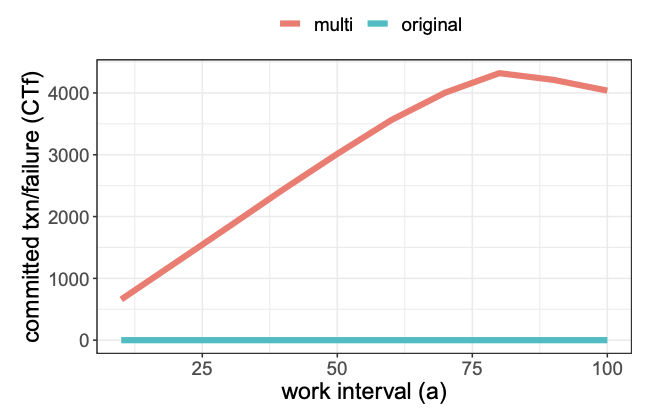 multi original
committed txn/failure (CTf)
4000
3000
2000
1000
0
25 50 75 100
work interval (a)